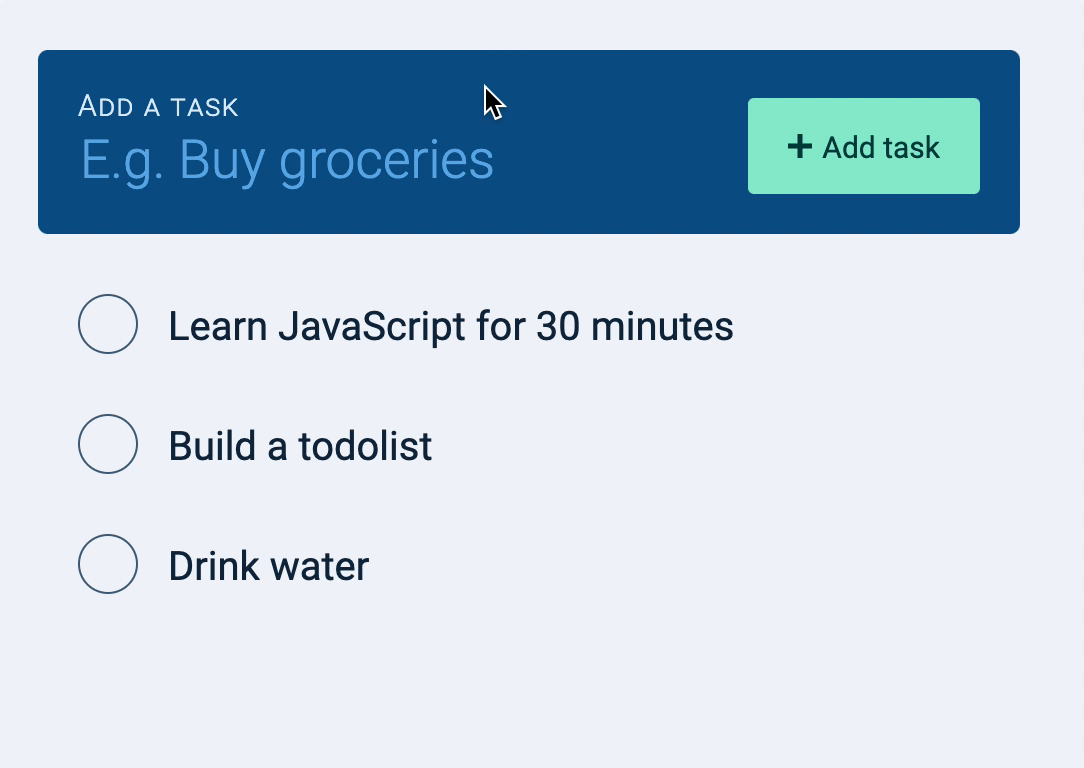 Add a task
E.g. Buy groceries
+ Add task
Learn JavaScript for 30 minutes
Build a todolist
Drink water